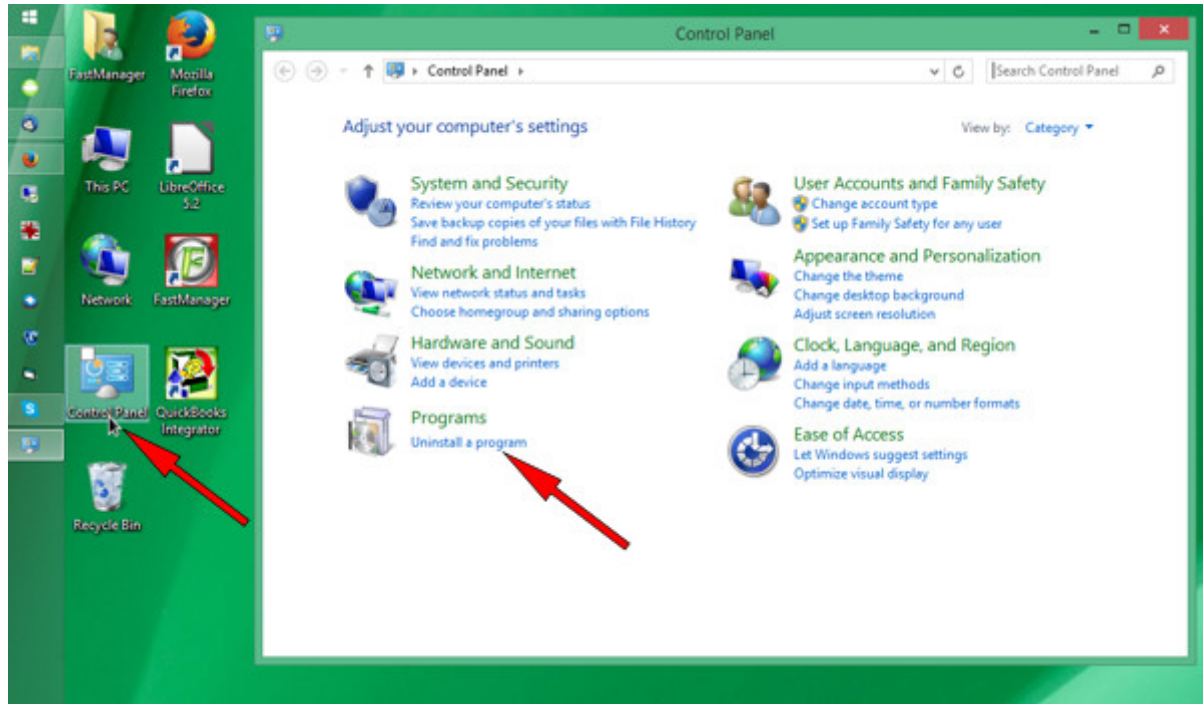 FastManager
Mozilla
Firefox
This PC
LibreOffice
5.2
Network
FastManager
Control Panel
QuickBooks
Integrator
Recycle Bin
Control Panel
Control Panel
Search Control Panel
Adjust your computer's settings
View by: Category
System and Security
Review your computer's status
Save backup copies of your files with File History
Find and fix problems
Network and Internet
View network status and tasks
Choose homegroup and sharing options
Hardware and Sound
View devices and printers
Add a device
Programs
Uninstall a program
User Accounts and Family Safety
Change account type
Set up Family Safety for any user
Appearance and Personalization
Change the theme
Change desktop background
Adjust screen resolution
Clock, Language, and Region
Add a language
Change input methods
Change date, time, or number formats
Ease of Access
Let Windows suggest settings
Optimize visual display